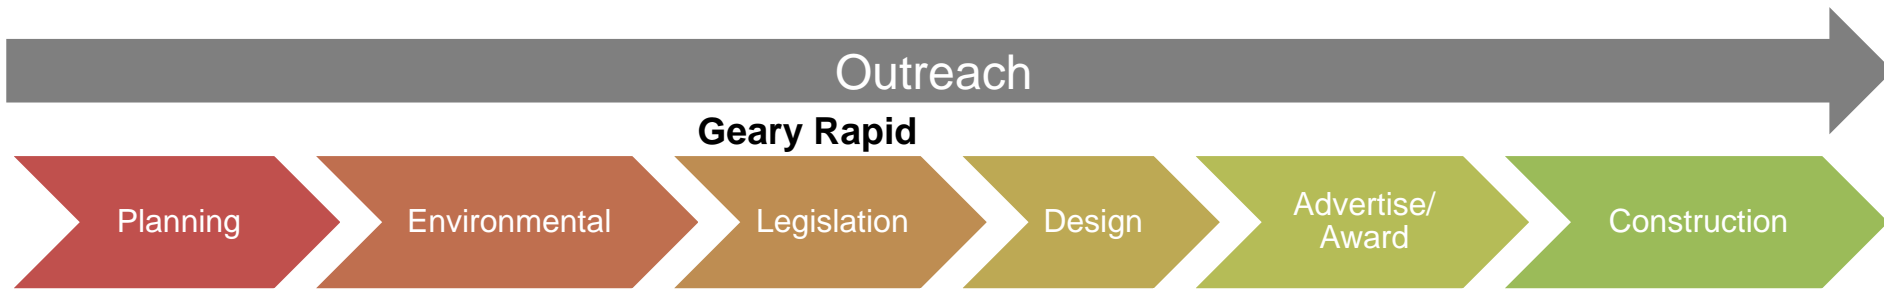 Outreach
Geary Rapid
Planning
Environmental
Legislation
Design
Advertise/
Award
Construction